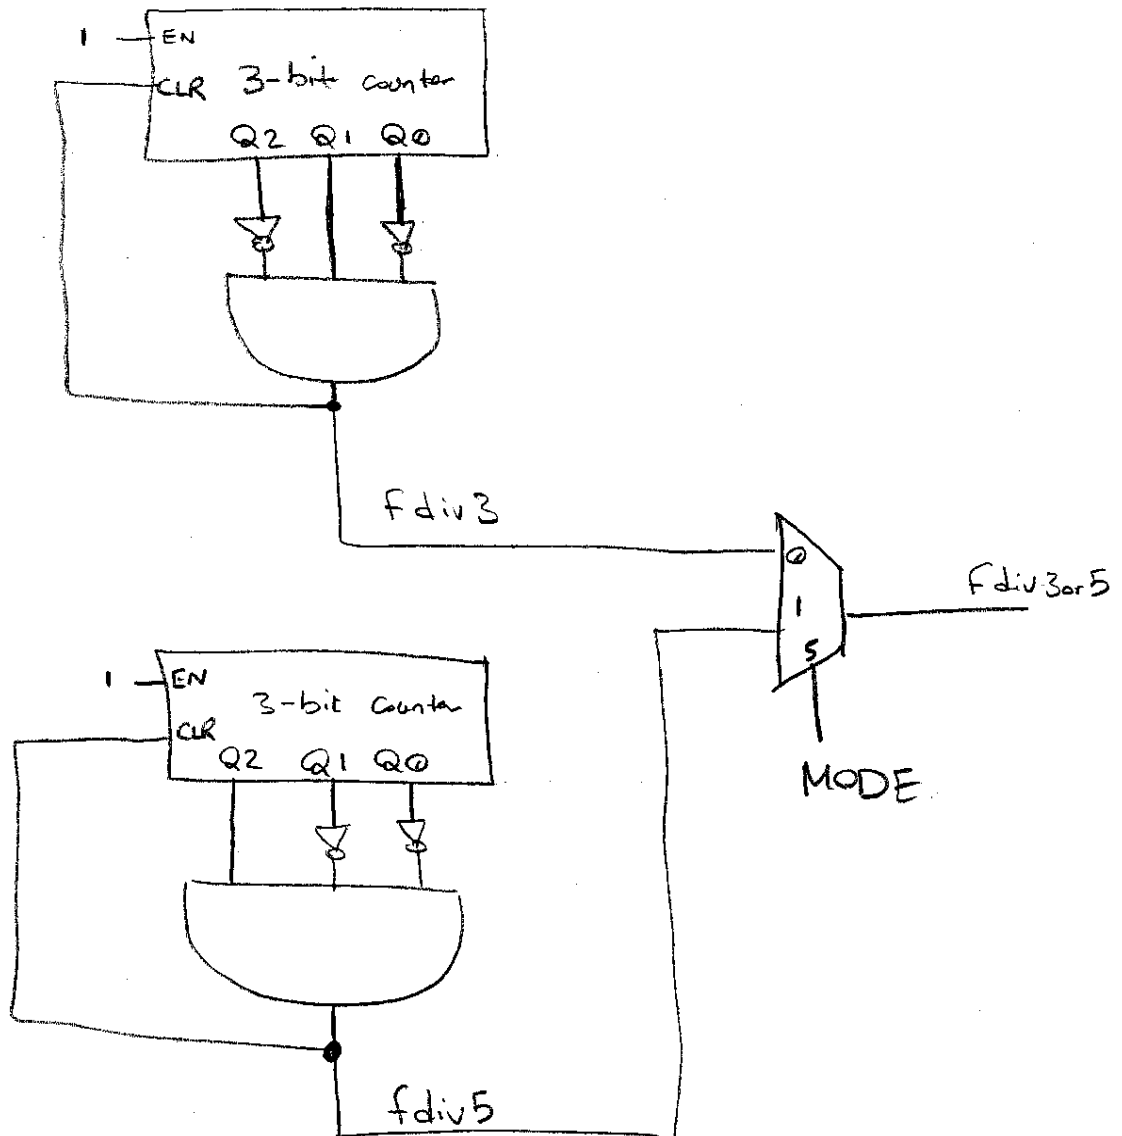 1 EN
CLR 3-bit counter
Q2 Q1 Q0
fdiv3
0
1
S
Fdiv3or5
MODE
1 EN
3-bit counter
CLR
Q2 Q1 Q0
fdiv5